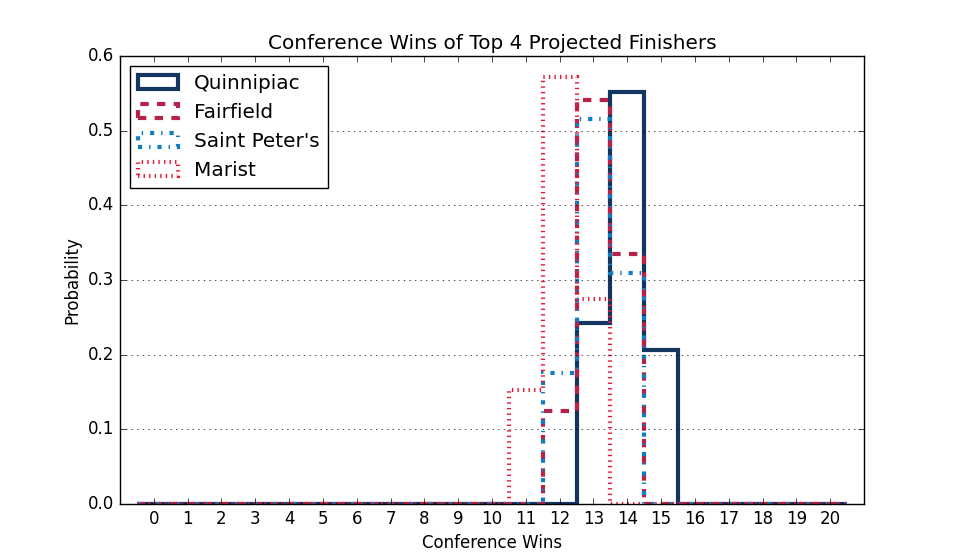 Conference Wins of Top 4 Projected Finishers
Quinnipiac
Fairfield
Saint Peter's
Marist
0.6
0.5
0.4
0.3
0.2
0.1
0.0
Probability
0 1 2 3 4 5 6 7 8 9 10 11 12 13 14 15 16 17 18 19 20
Conference Wins